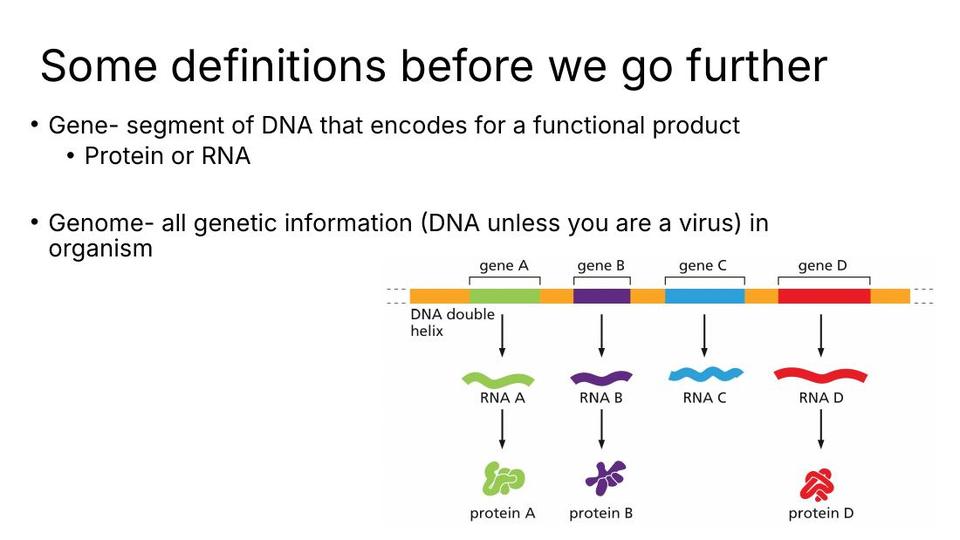 Some definitions before we go further
• Gene- segment of DNA that encodes for a functional product
• Protein or RNA
• Genome- all genetic information (DNA unless you are a virus) in
organism
gene A gene B gene C gene D
DNA double
helix
RNA A RNA B RNA C RNA D
protein A protein B protein D